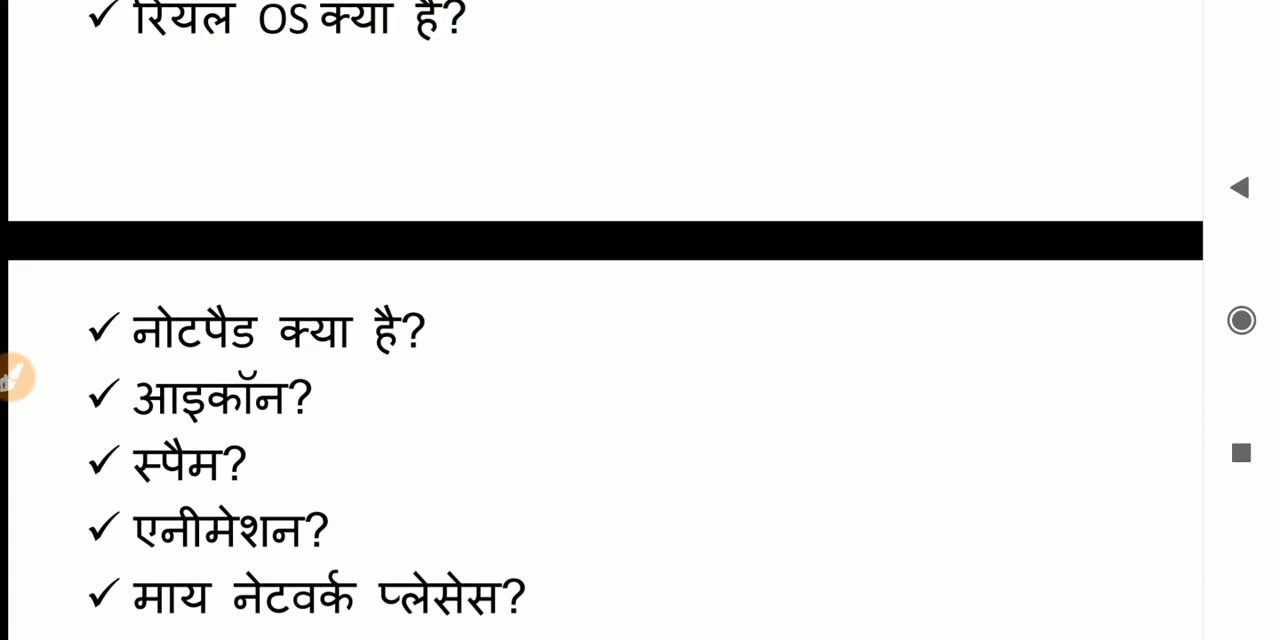 ✓ रियल OS क्या है?
✓ नोटपैड क्या है?
✓ आइकॉन?
✓ स्पैम?
✓ एनीमेशन?
✓ माय नेटवर्क प्लेसेस?